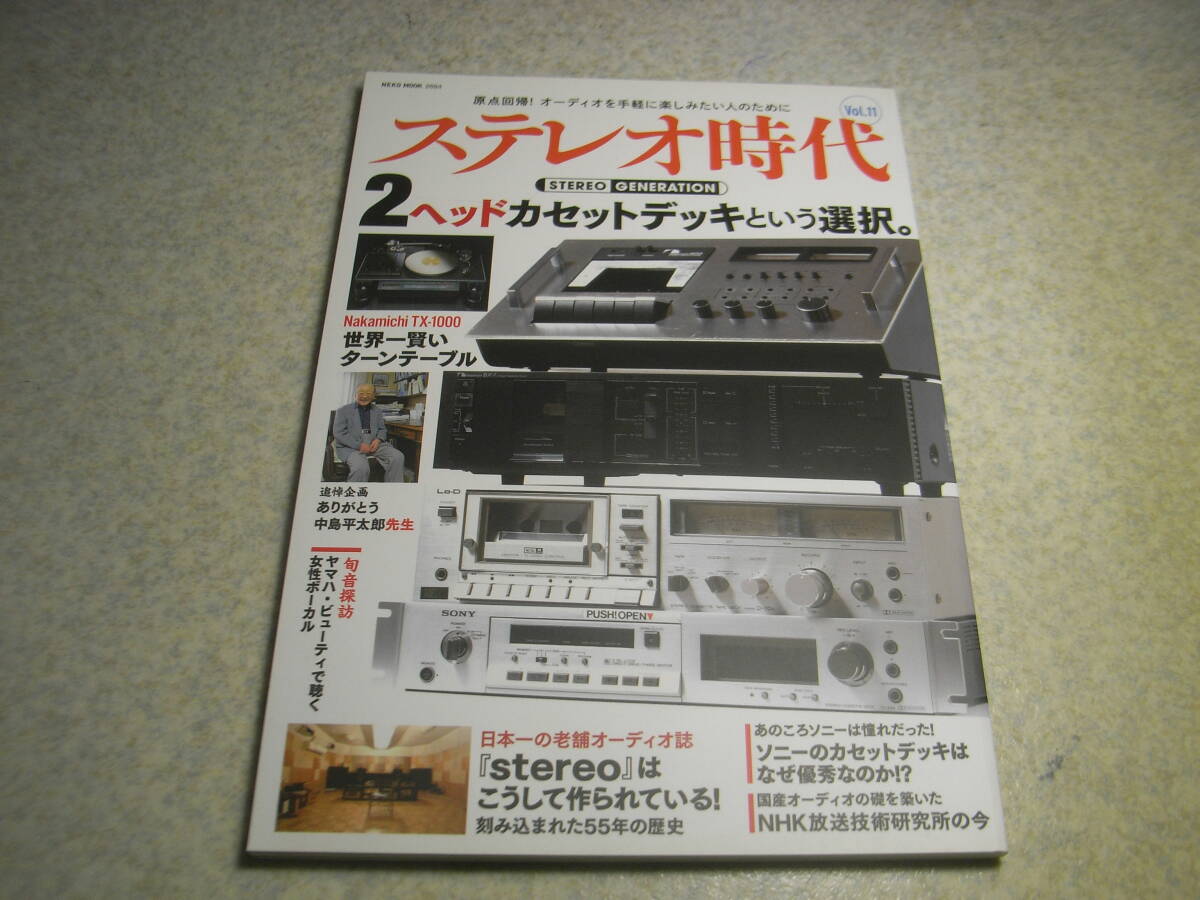 NEKO MOOK
原点回帰! オーディオを手軽に楽しみたい人のために
Vol.11
ステレオ時代
STEREO GENERATION
2ヘッドカセットデッキという選択。
Nakamichi TX-1000
世界一賢い
ターンテーブル
追悼企画
ありがとう
中島平太郎先生
旬音探訪
ヤマハ・ビューティで聴く
女性ボーカル
Lo-D
SONY
PUSH!OPEN
日本一の老舗オーディオ誌
『stereo』は
こうして作られている!
刻み込まれた55年の歴史
あのころソニーは憧れだった!
ソニーのカセットデッキは
なぜ優秀なのか!?
国産オーディオの礎を築いた
NHK放送技術研究所の今